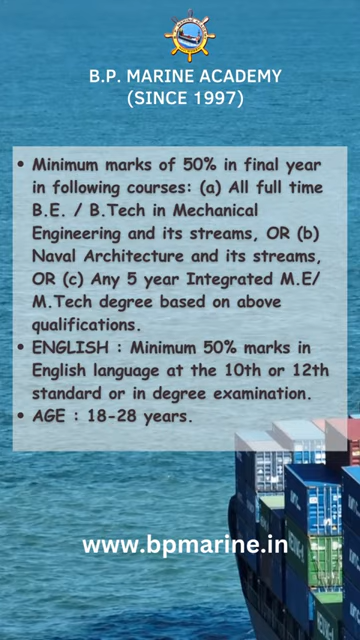 B.P. MARINE ACADEMY
(SINCE 1997)
• Minimum marks of 50% in final year
in following courses: (a) All full time
B.E. / B.Tech in Mechanical
Engineering and its streams, OR (b)
Naval Architecture and its streams,
OR (c) Any 5 year Integrated M.E/
M.Tech degree based on above
qualifications.
• ENGLISH : Minimum 50% marks in
English language at the 10th or 12th
standard or in degree examination.
• AGE : 18-28 years.
www.bpmarine.in